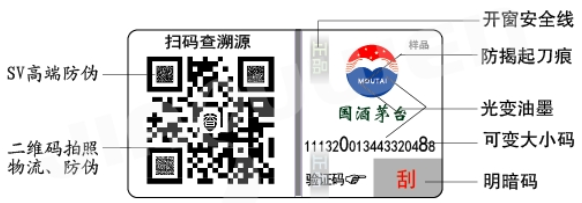 扫码查溯源
SV高端防伪
二维码拍照
物流、防伪
样品
MOUTAI
国酒茅台
111320013443320488
验证码☞
刮
开窗安全线
防揭起刀痕
光变油墨
可变大小码
明暗码